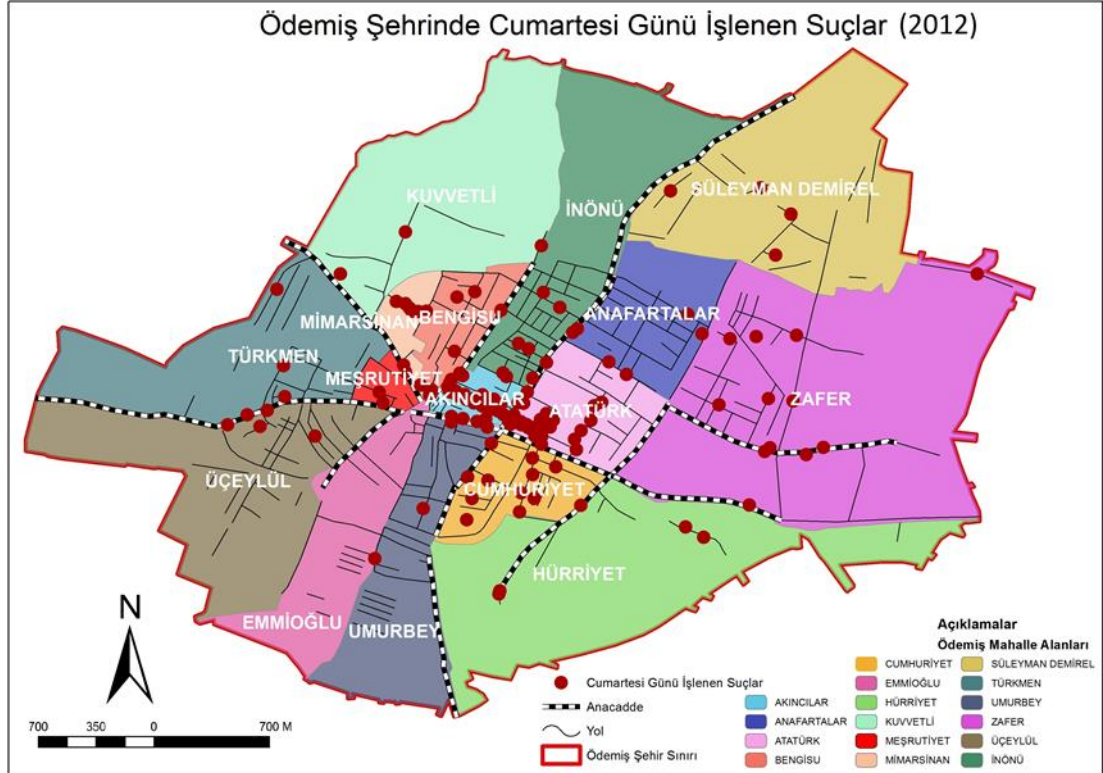 Ödemiş Şehrinde Cumartesi Günü İşlenen Suçlar (2012)
KUVVETLİ
İNÖNÜ
SÜLEYMAN DEMİREL
MİMARSİNAN
BENGİSU
ANAFARTALAR
TÜRKMEN
MEŞRUTİYET
AKINCILAR
ATATÜRK
ZAFER
ÜÇEYLÜL
CUMHURİYET
HÜRRİYET
EMMİOĞLU
UMURBEY
N
700 350 0 700 M
Cumartesi Günü İşlenen Suçlar
Anacadde
Yol
Ödemiş Şehir Sınırı
Açıklamalar
Ödemiş Mahalle Alanları
AKINCILAR
ANAFARTALAR
ATATÜRK
BENGİSU
CUMHURİYET
EMMİOĞLU
HÜRRİYET
KUVVETLİ
MEŞRUTİYET
MİMARSİNAN
SÜLEYMAN DEMİREL
TÜRKMEN
UMURBEY
ZAFER
ÜÇEYLÜL
İNÖNÜ